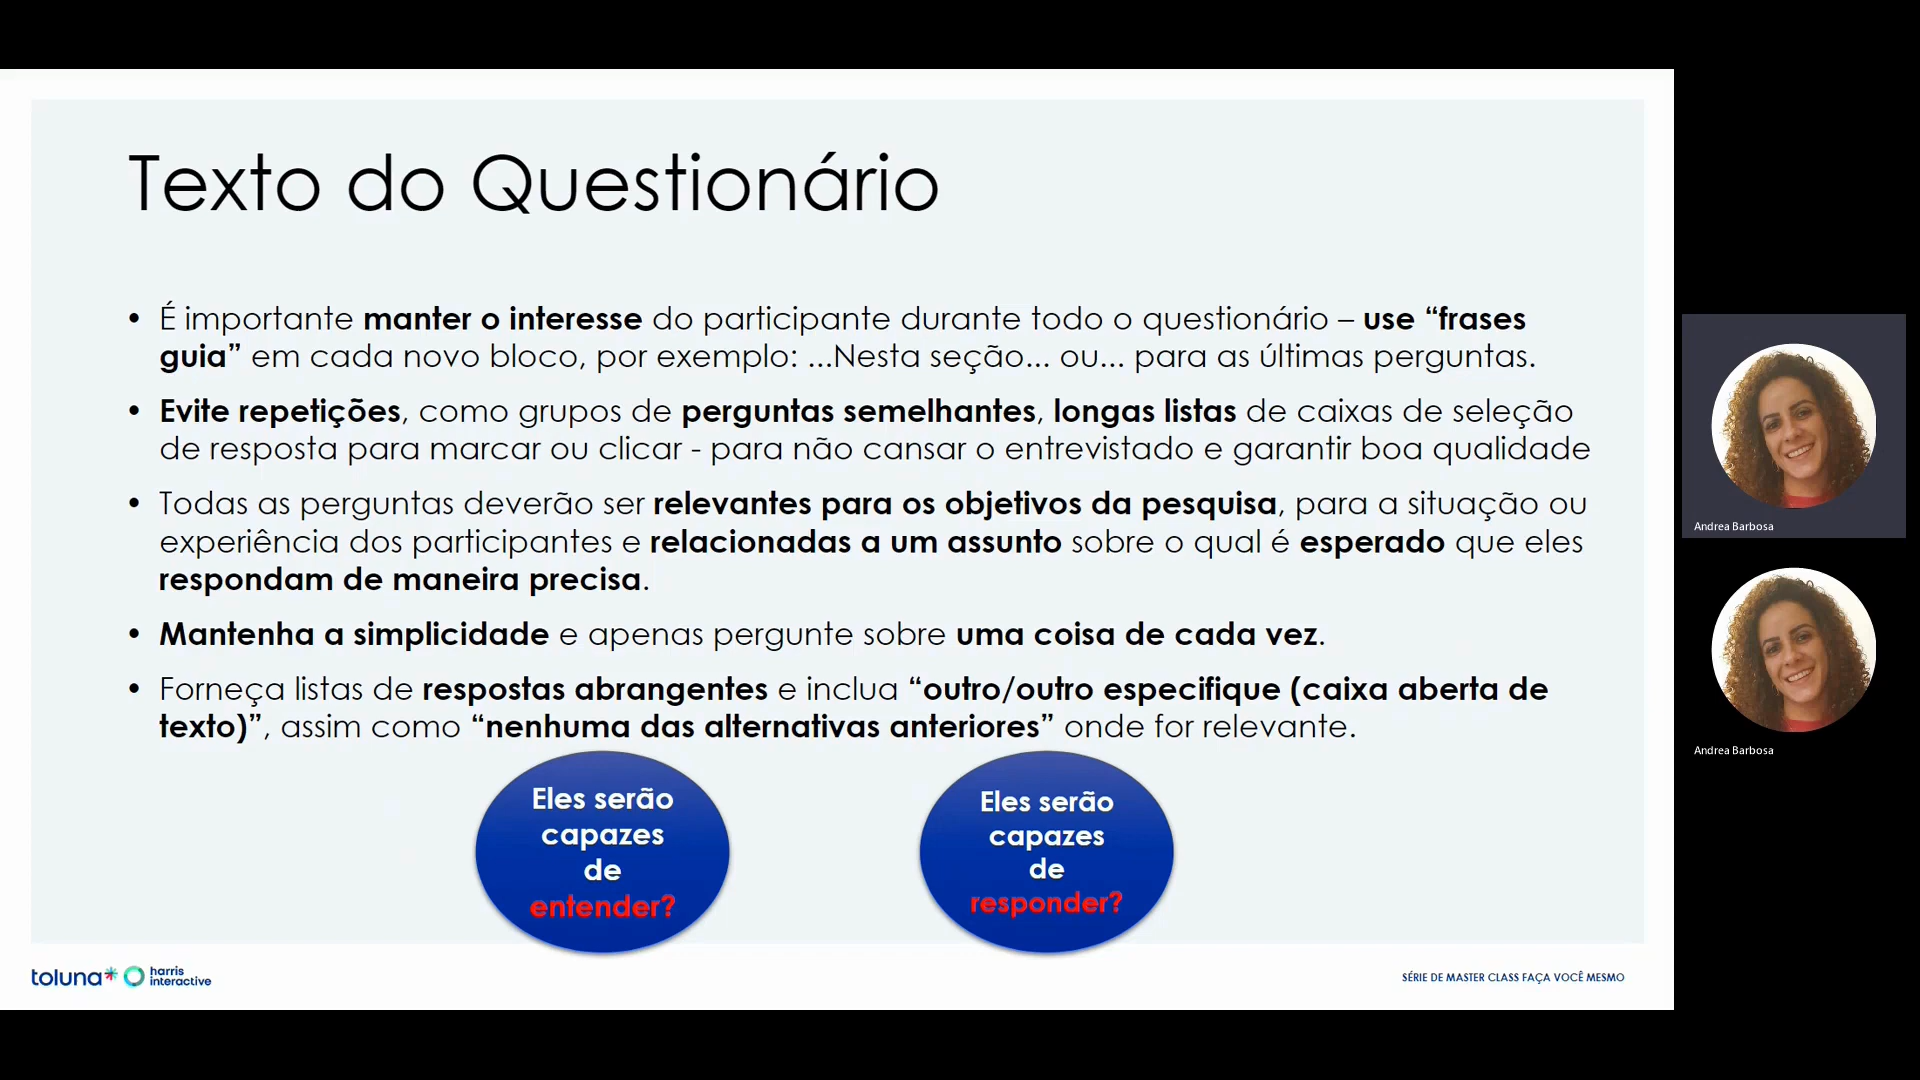 Texto do Questionário
• É importante manter o interesse do participante durante todo o questionário – use “frases
guia” em cada novo bloco, por exemplo: ...Nesta seção... ou... para as últimas perguntas.
• Evite repetições, como grupos de perguntas semelhantes, longas listas de caixas de seleção
de resposta para marcar ou clicar - para não cansar o entrevistado e garantir boa qualidade
• Todas as perguntas deverão ser relevantes para os objetivos da pesquisa, para a situação ou
experiência dos participantes e relacionadas a um assunto sobre o qual é esperado que eles
respondam de maneira precisa.
• Mantenha a simplicidade e apenas pergunte sobre uma coisa de cada vez.
• Forneça listas de respostas abrangentes e inclua “outro/outro especifique (caixa aberta de
texto)”, assim como “nenhuma das alternativas anteriores” onde for relevante.
Eles serão
capazes
de
entender?
Eles serão
capazes
de
responder?
toluna* harris
interactive
SÉRIE DE MASTER CLASS FAÇA VOCÊ MESMO
Andrea Barbosa
Andrea Barbosa